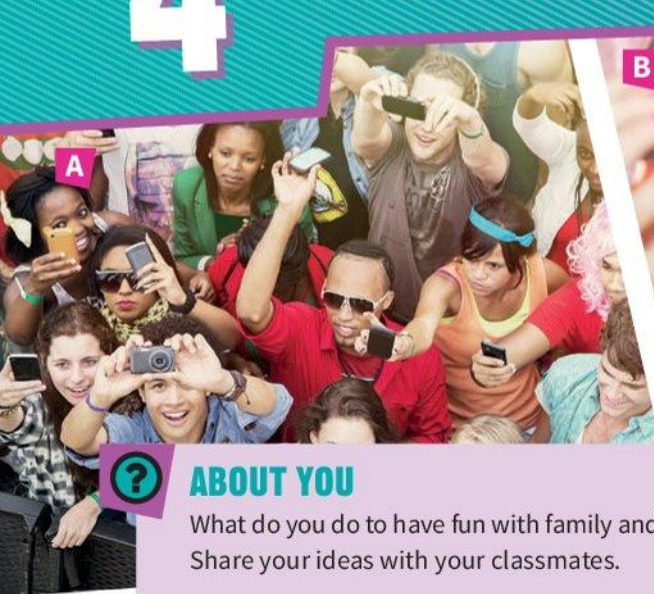 4
A
B
?
ABOUT YOU
What do you do to have fun with family and
Share your ideas with your classmates.